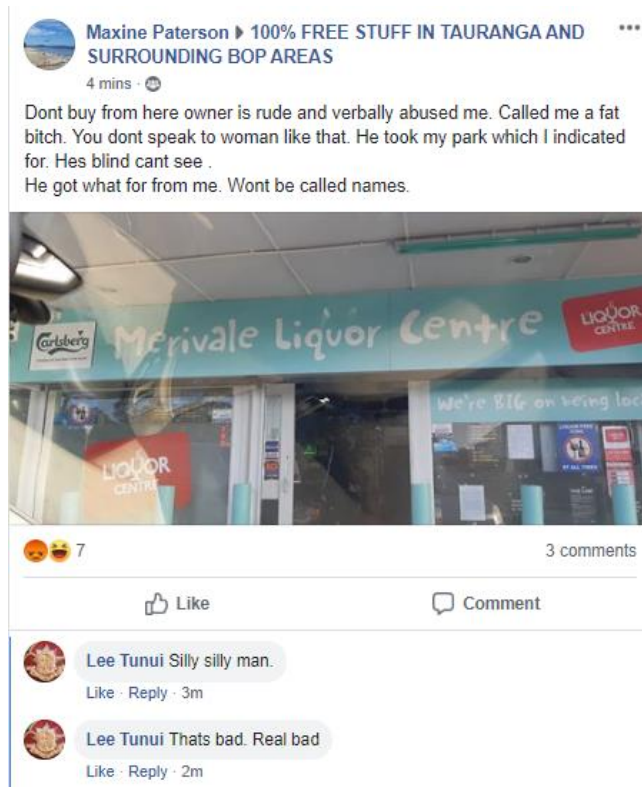 Maxine Paterson ▸ 100% FREE STUFF IN TAURANGA AND
SURROUNDING BOP AREAS
4 mins ·
Dont buy from here owner is rude and verbally abused me. Called me a fat
bitch. You dont speak to woman like that. He took my park which I indicated
for. Hes blind cant see .
He got what for from me. Wont be called names.
Carlsberg
Merivale Liquor Centre
LIQUOR
CENTRE
We're BIG on being loc
LIQUOR
CENTRE
AT ALL TIMES
7
3 comments
Like
Comment
Lee Tunui Silly silly man.
Like · Reply · 3m
Lee Tunui Thats bad. Real bad
Like · Reply · 2m